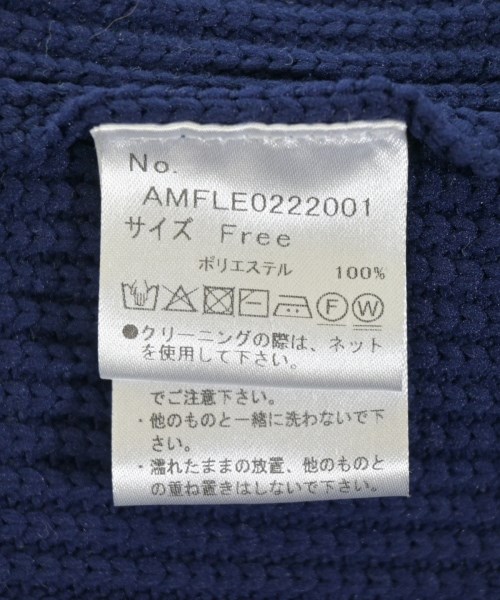 No.
AMFLE0222001
サイズ Free
ポリエステル 100%
F W
●クリーニングの際は、ネット
を使用して下さい。
でご注意下さい。
・他のものと一緒に洗わないで下
さい。
・濡れたままの放置、他のものと
の重ね置きはしないで下さい。